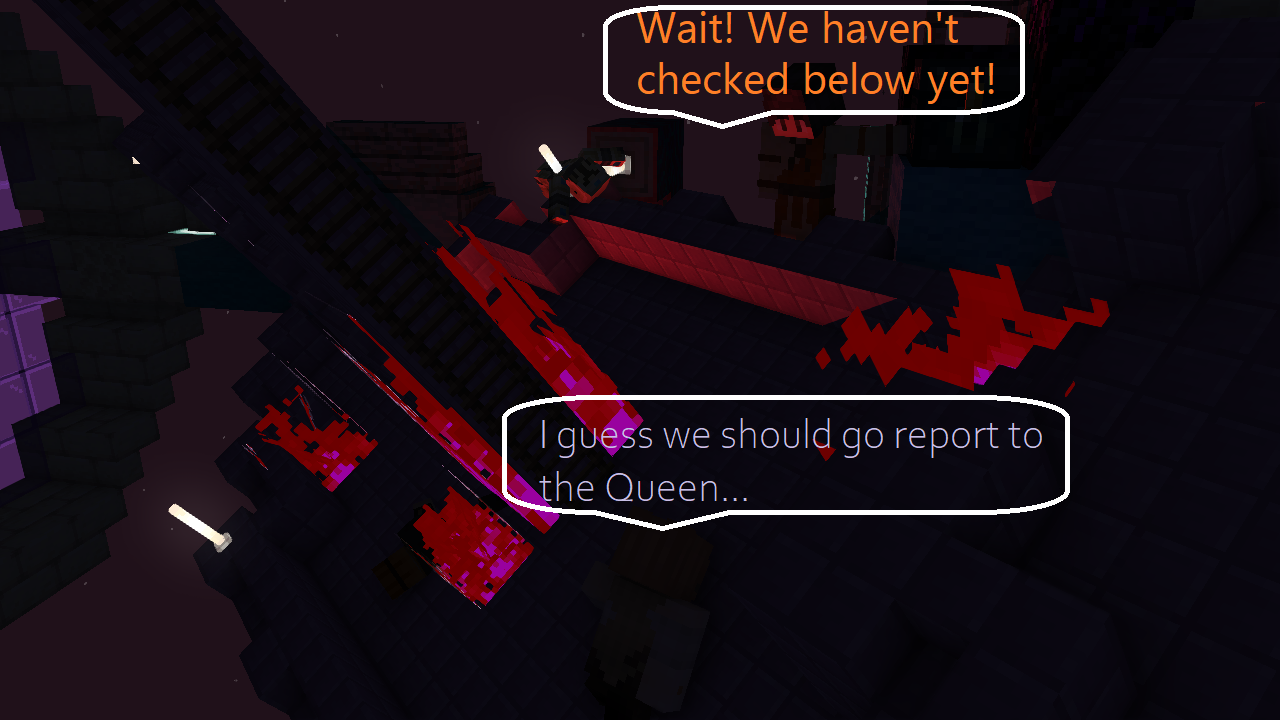 Wait! We haven't
checked below yet!
I guess we should go report to
the Queen...